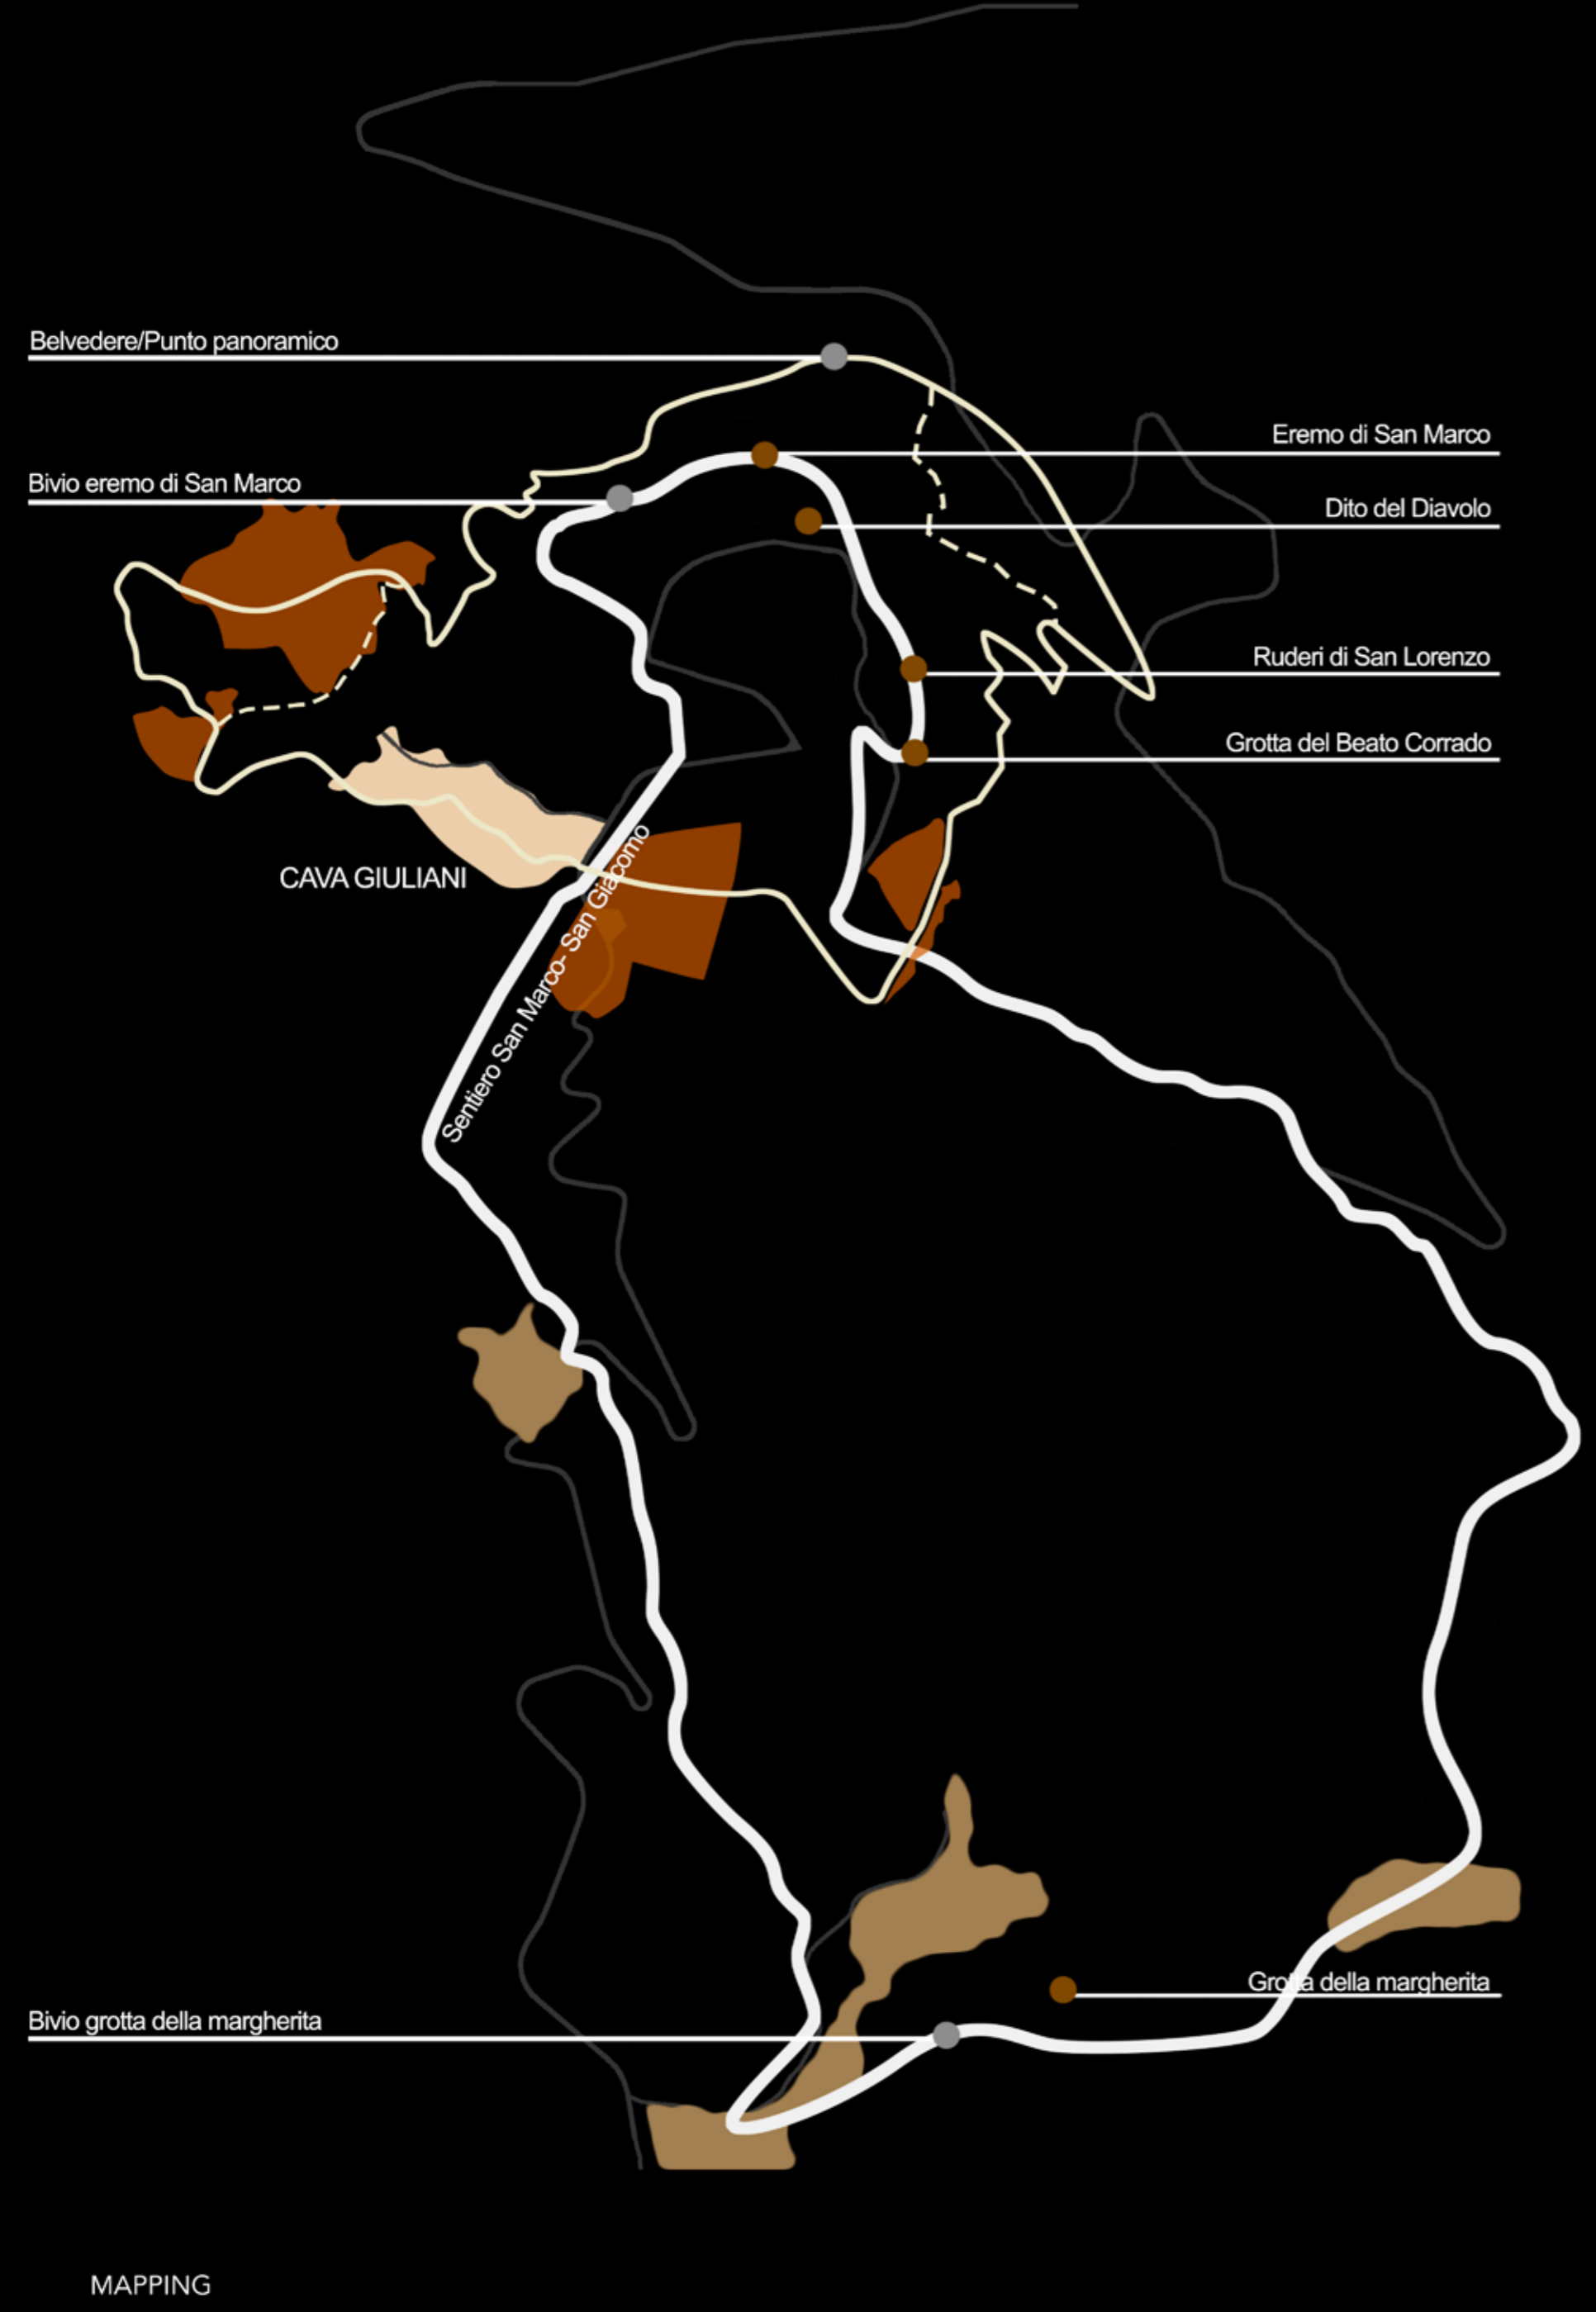 Belvedere/Punto panoramico
Eremo di San Marco
Bivio eremo di San Marco
Dito del Diavolo
Ruderi di San Lorenzo
Grotta del Beato Corrado
CAVA GIULIANI
Sentiero San Marco- San Giacomo
Grotta della margherita
Bivio grotta della margherita
MAPPING